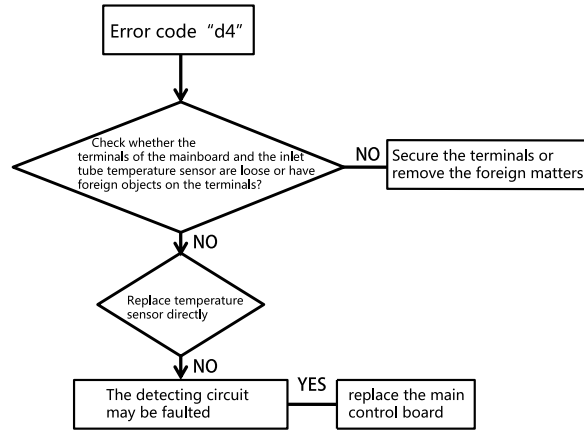 Error code “d4”
Check whether the
terminals of the mainboard and the inlet
tube temperature sensor are loose or have
foreign objects on the terminals?
NO
Secure the terminals or
remove the foreign matters
NO
Replace temperature
sensor directly
NO
The detecting circuit
may be faulted
YES
replace the main
control board